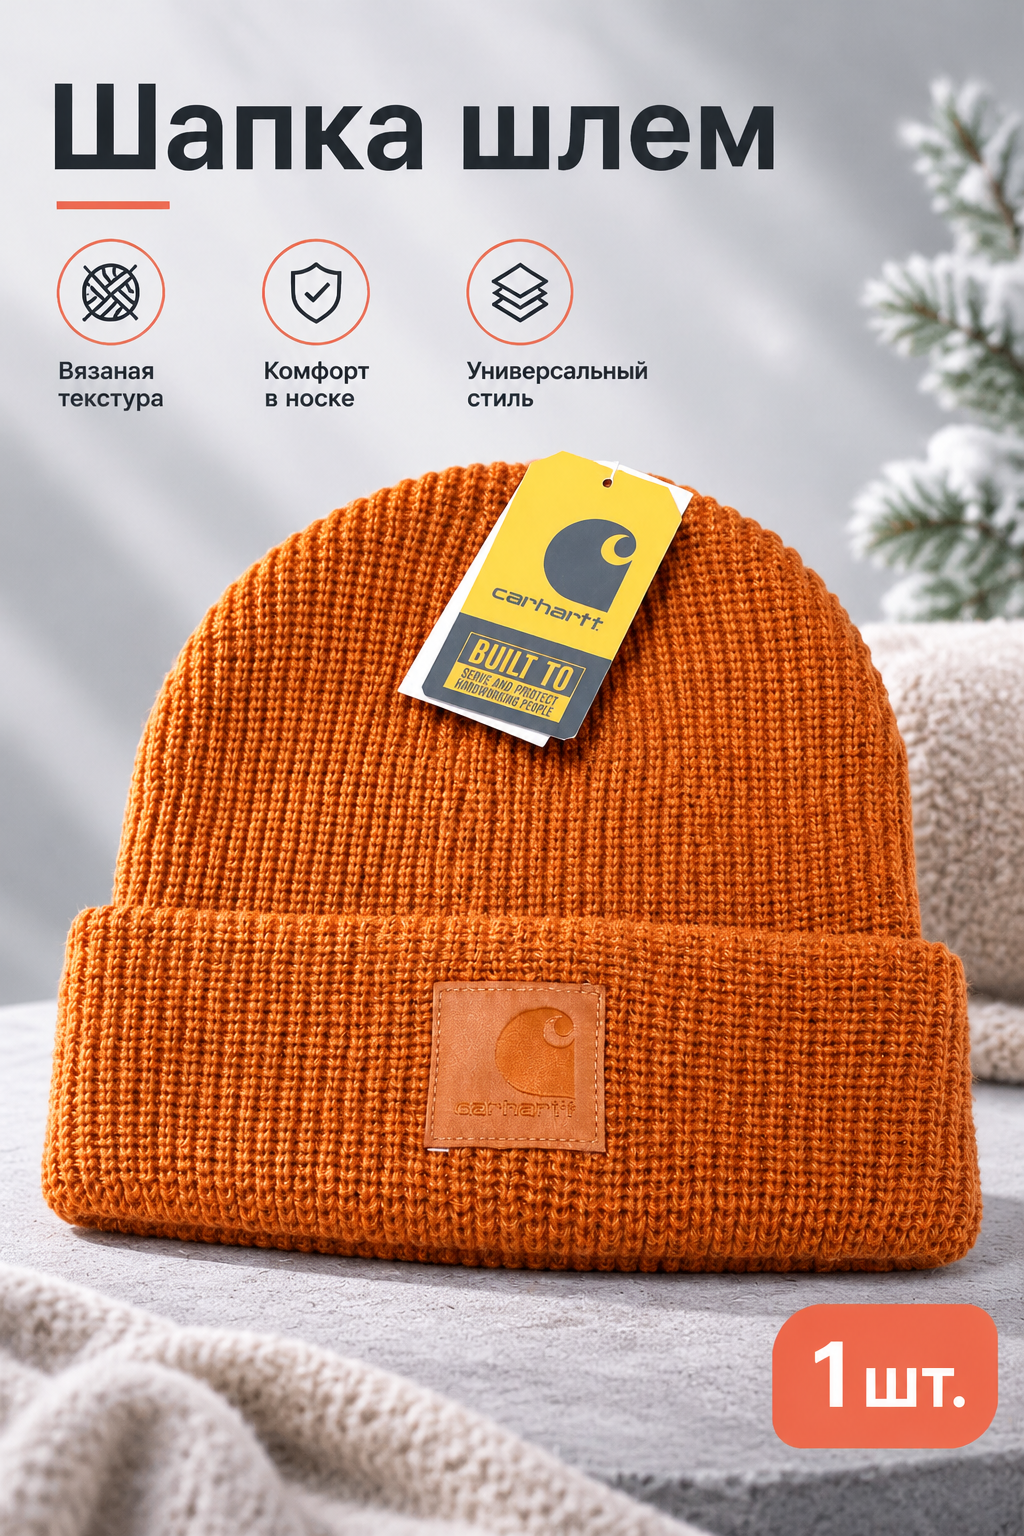 Шапка шлем
Вязаная
текстура
Комфорт
в носке
Универсальный
стиль
carhartt
BUILT TO
SERVE AND PROTECT
HARDWORKING PEOPLE
carhartt
1 шт.